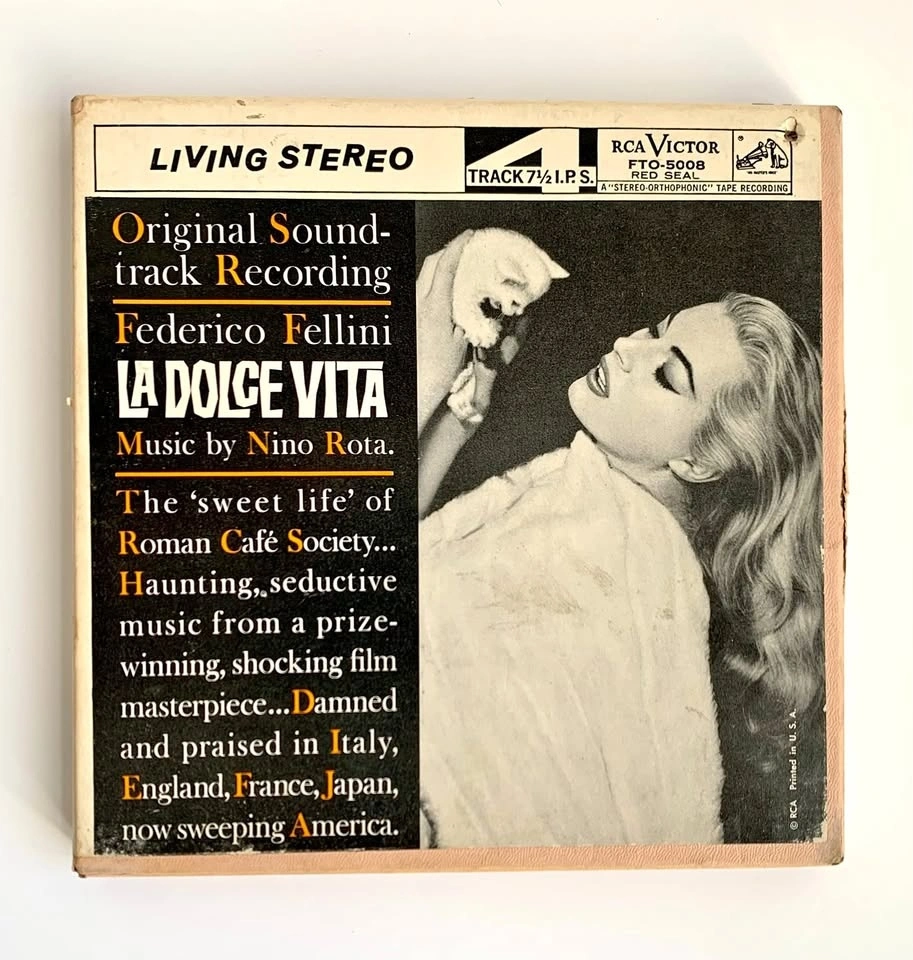 LIVING STEREO
4
TRACK 7½ I.P.S.
RCA VICTOR
FTO-5008
RED SEAL
"HIS MASTER'S VOICE"
A "STEREO-ORTHOPHONIC" TAPE RECORDING
Original Sound-
track Recording
Federico Fellini
LA DOLCE VITA
Music by Nino Rota.
The 'sweet life' of
Roman Café Society...
Haunting, seductive
music from a prize-
winning, shocking film
masterpiece...Damned
and praised in Italy,
England, France, Japan,
now sweeping America.
© RCA Printed in U. S. A.